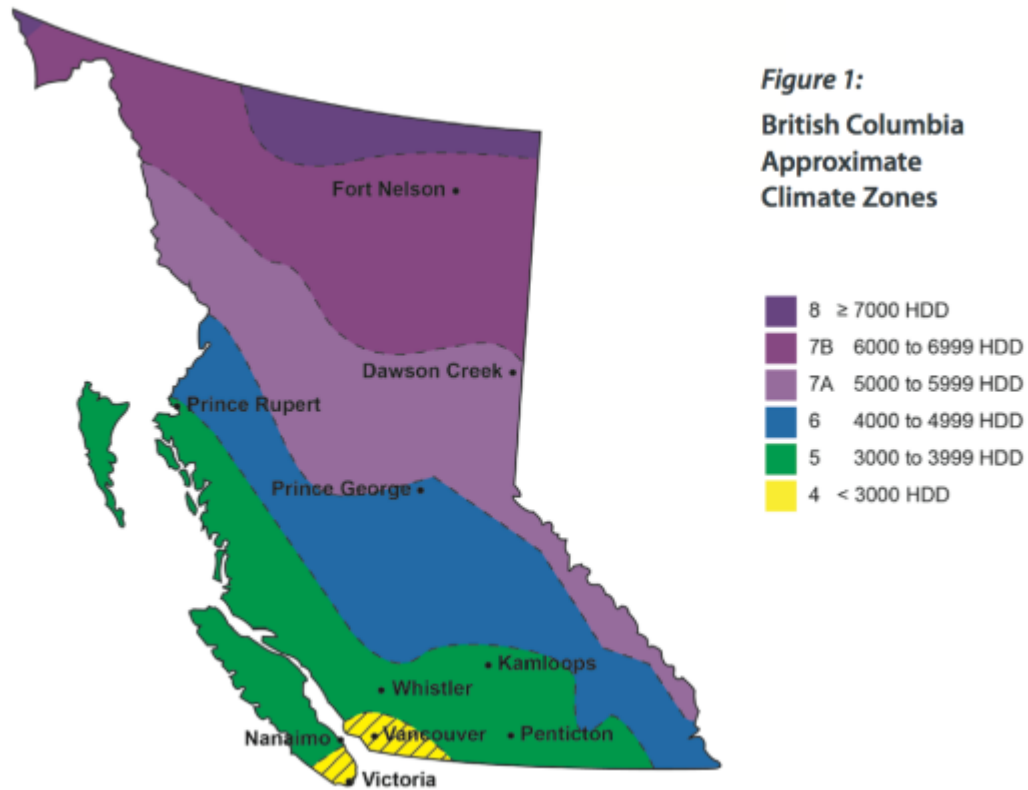 Figure 1:
British Columbia
Approximate
Climate Zones
8 ≥ 7000 HDD
7B 6000 to 6999 HDD
7A 5000 to 5999 HDD
6 4000 to 4999 HDD
5 3000 to 3999 HDD
4 < 3000 HDD
Fort Nelson
Dawson Creek
Prince Rupert
Prince George
Kamloops
Whistler
Vancouver
Penticton
Nanaimo
Victoria